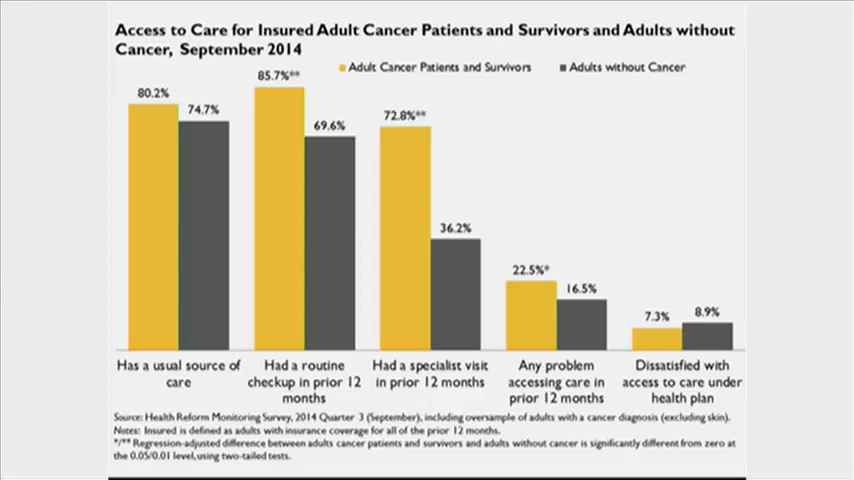 Access to Care for Insured Adult Cancer Patients and Survivors and Adults without
Cancer, September 2014
Adult Cancer Patients and Survivors
Adults without Cancer
80.2%
74.7%
85.7%**
69.6%
72.8%**
36.2%
22.5%*
16.5%
7.3%
8.9%
Has a usual source of
care
Had a routine
checkup in prior 12
months
Had a specialist visit
in prior 12 months
Any problem
accessing care in
prior 12 months
Dissatisfied with
access to care under
health plan
Source: Health Reform Monitoring Survey, 2014 Quarter 3 (September), including oversample of adults with a cancer diagnosis (excluding skin).
Notes: Insured is defined as adults with insurance coverage for all of the prior 12 months.
*/** Regression-adjusted difference between adults cancer patients and survivors and adults without cancer is significantly different from zero at
the 0.05/0.01 level, using two-tailed tests.